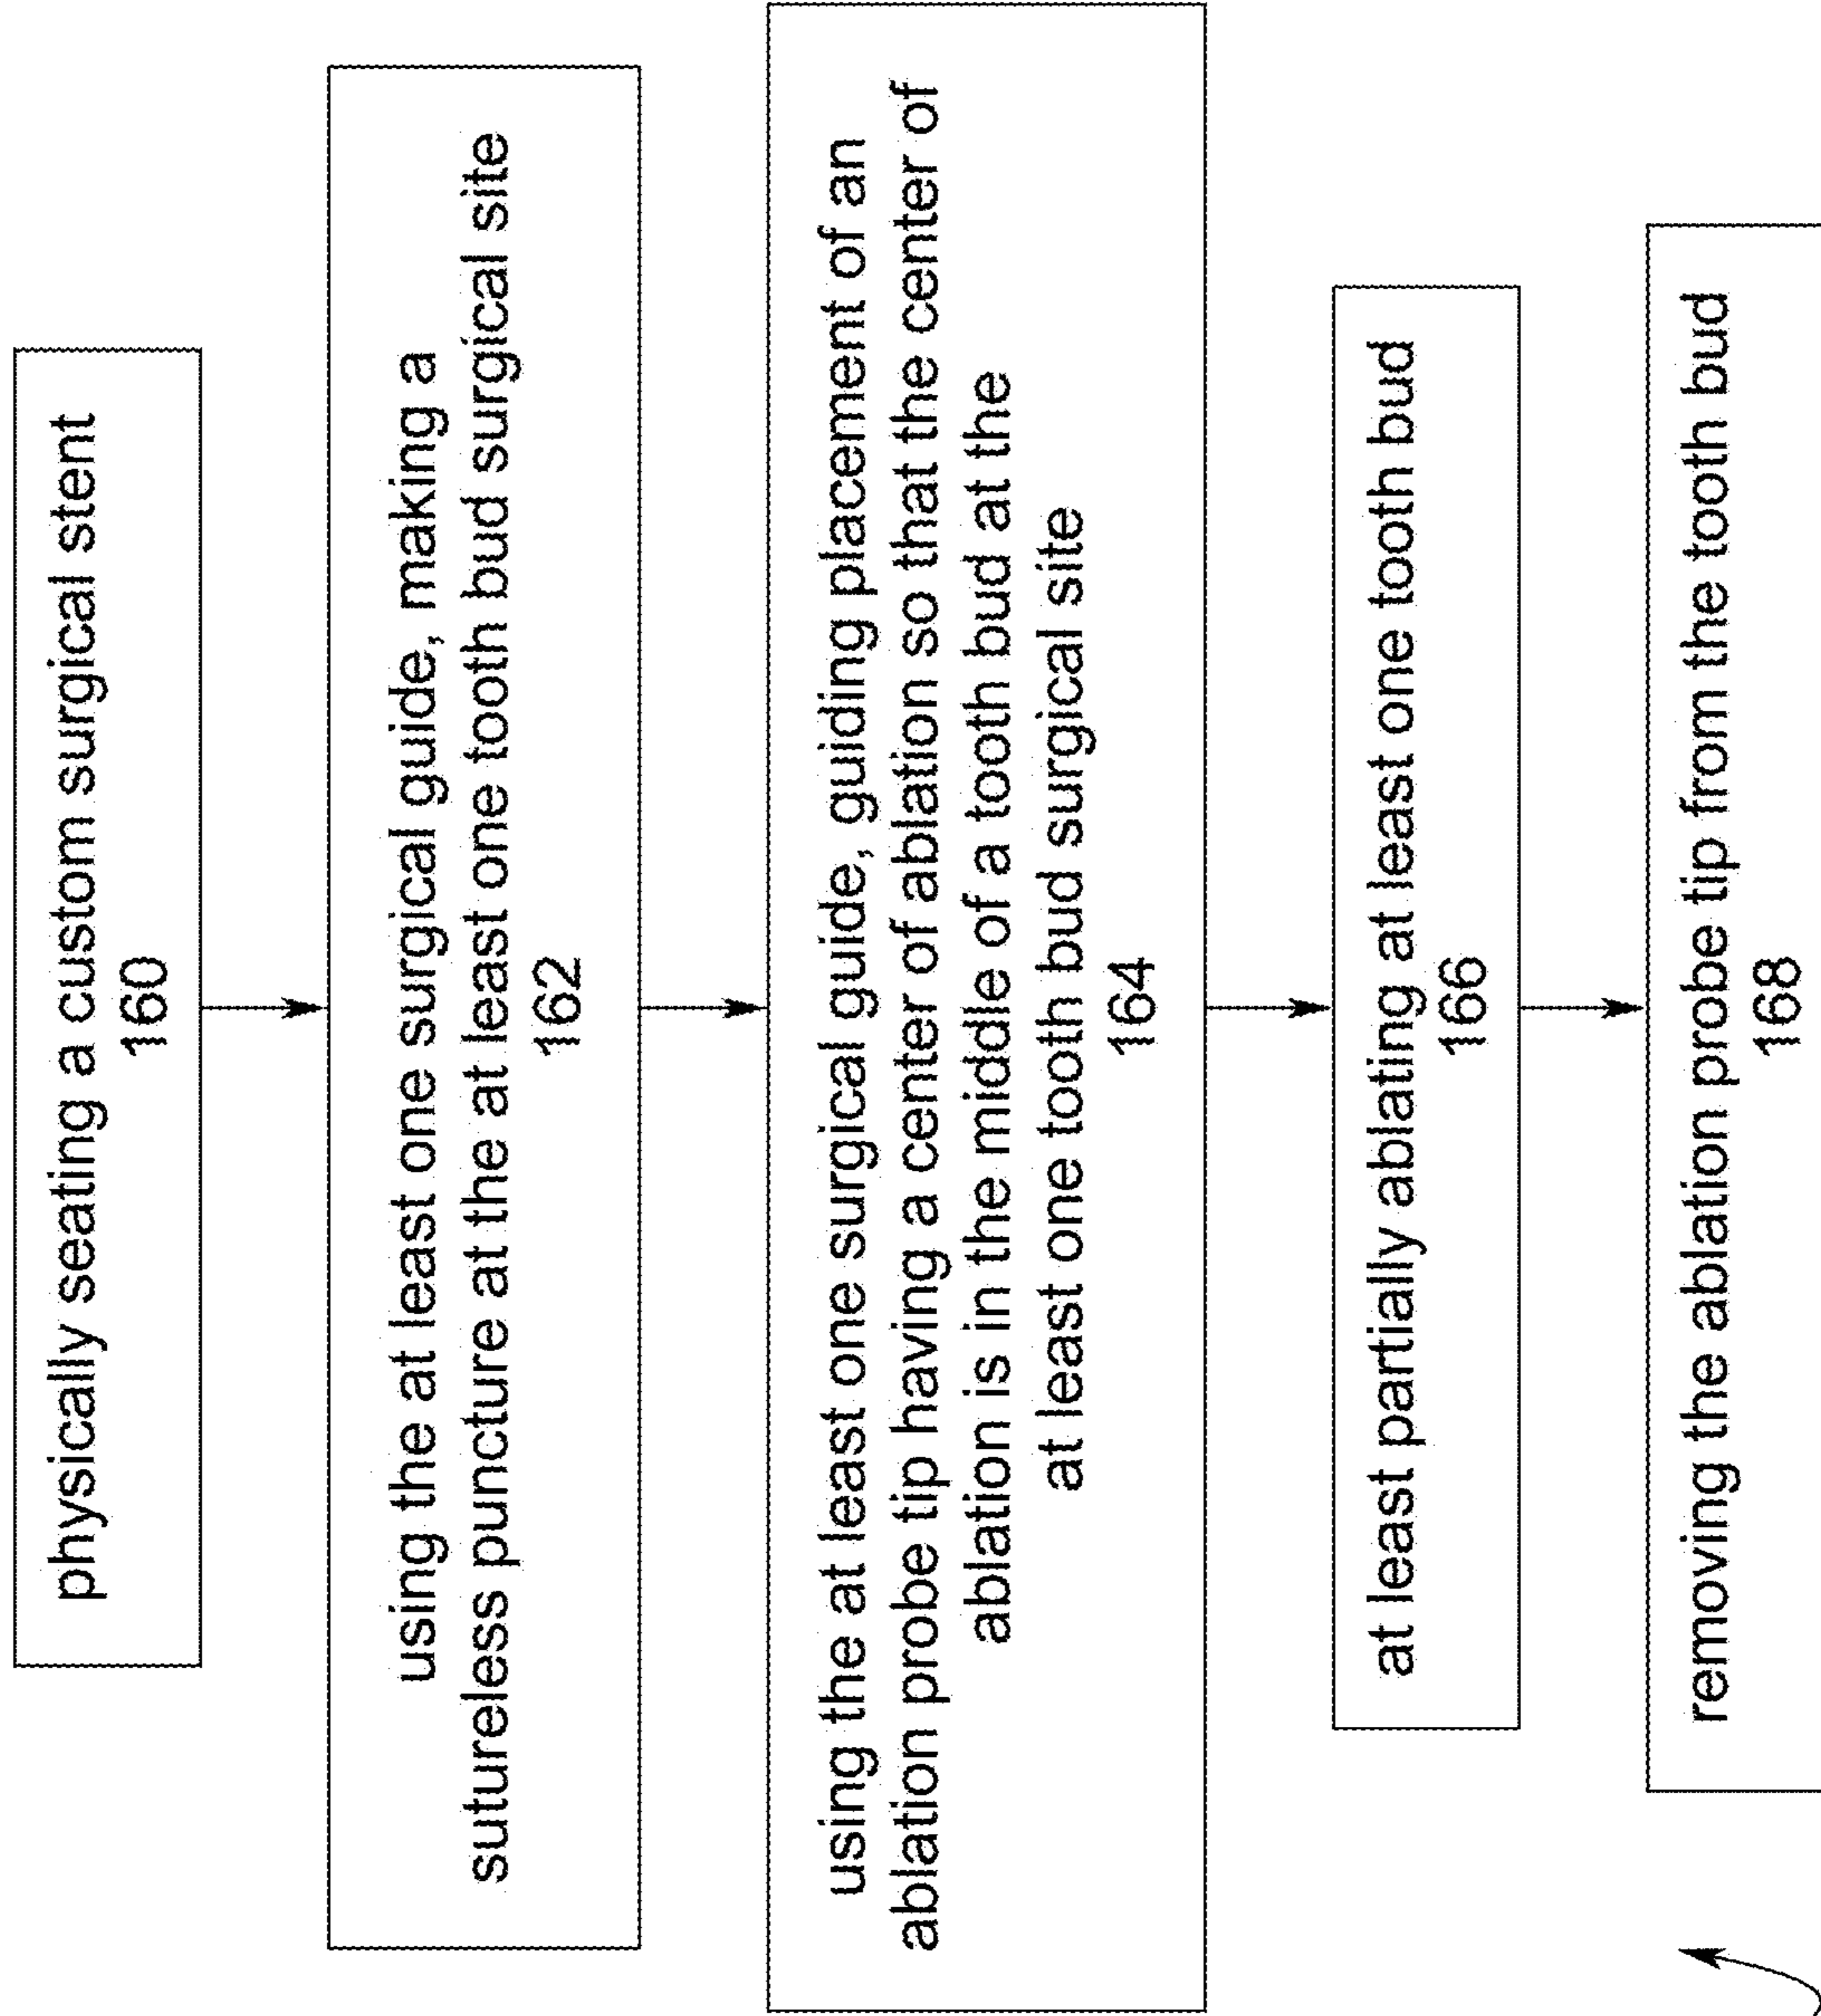 physically seating a custom surgical stent
160
using the at least one surgical guide, making a
sutureless puncture at the at least one tooth bud surgical site
162
using the at least one surgical guide, guiding placement of an
ablation probe tip having a center of ablation so that the center of
ablation is in the middle of a tooth bud at the
at least one tooth bud surgical site
164
at least partially ablating at least one tooth bud
166
removing the ablation probe tip from the tooth bud
168